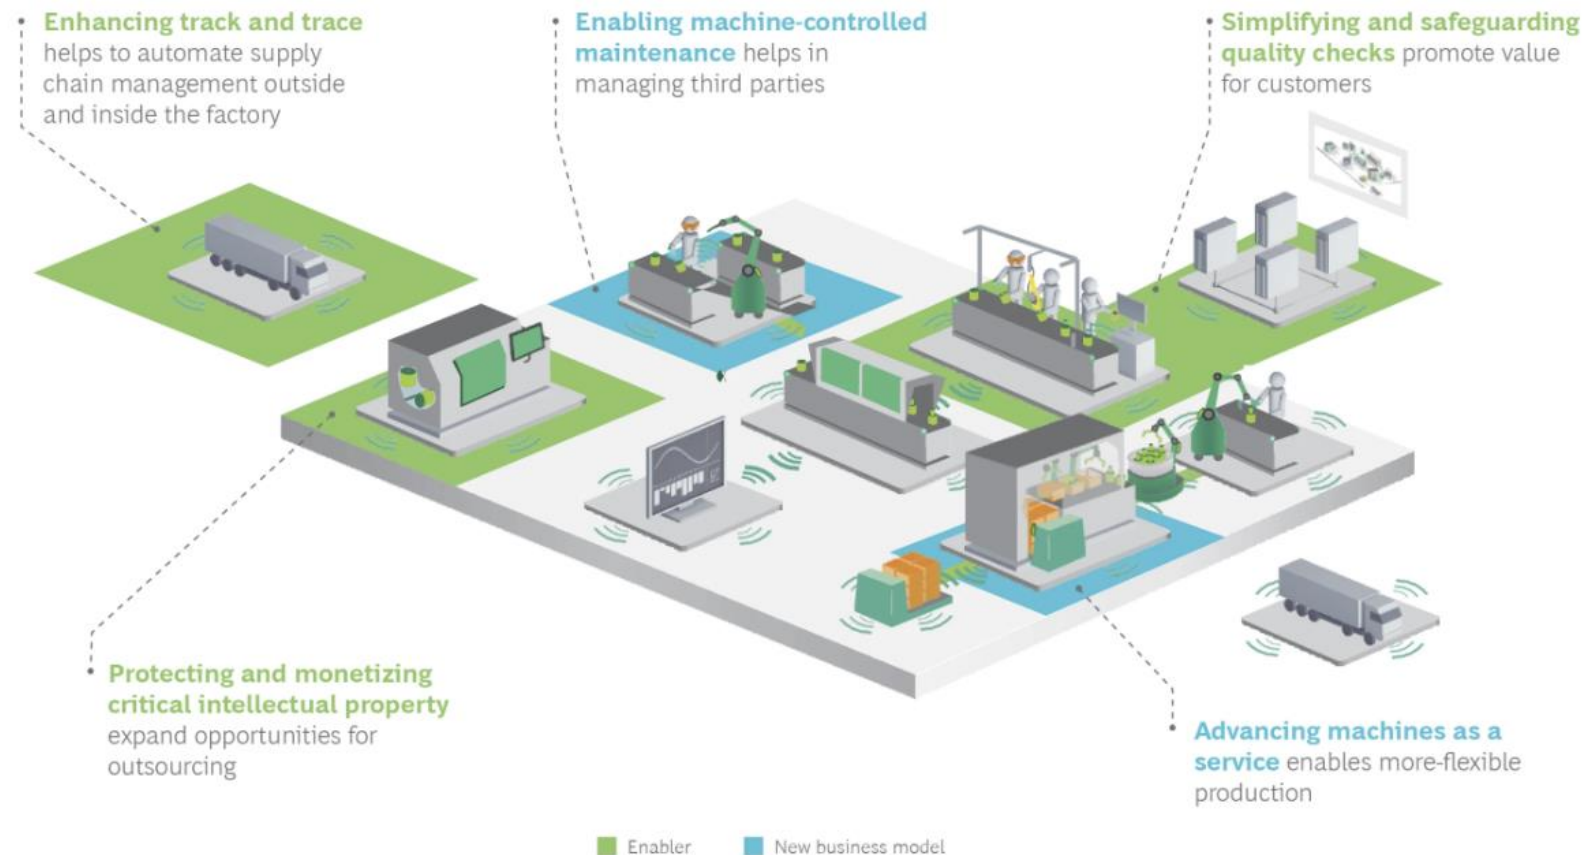 Enhancing track and trace
helps to automate supply
chain management outside
and inside the factory
Enabling machine-controlled
maintenance helps in
managing third parties
Simplifying and safeguarding
quality checks promote value
for customers
Protecting and monetizing
critical intellectual property
expand opportunities for
outsourcing
Advancing machines as a
service enables more-flexible
production
Enabler
New business model